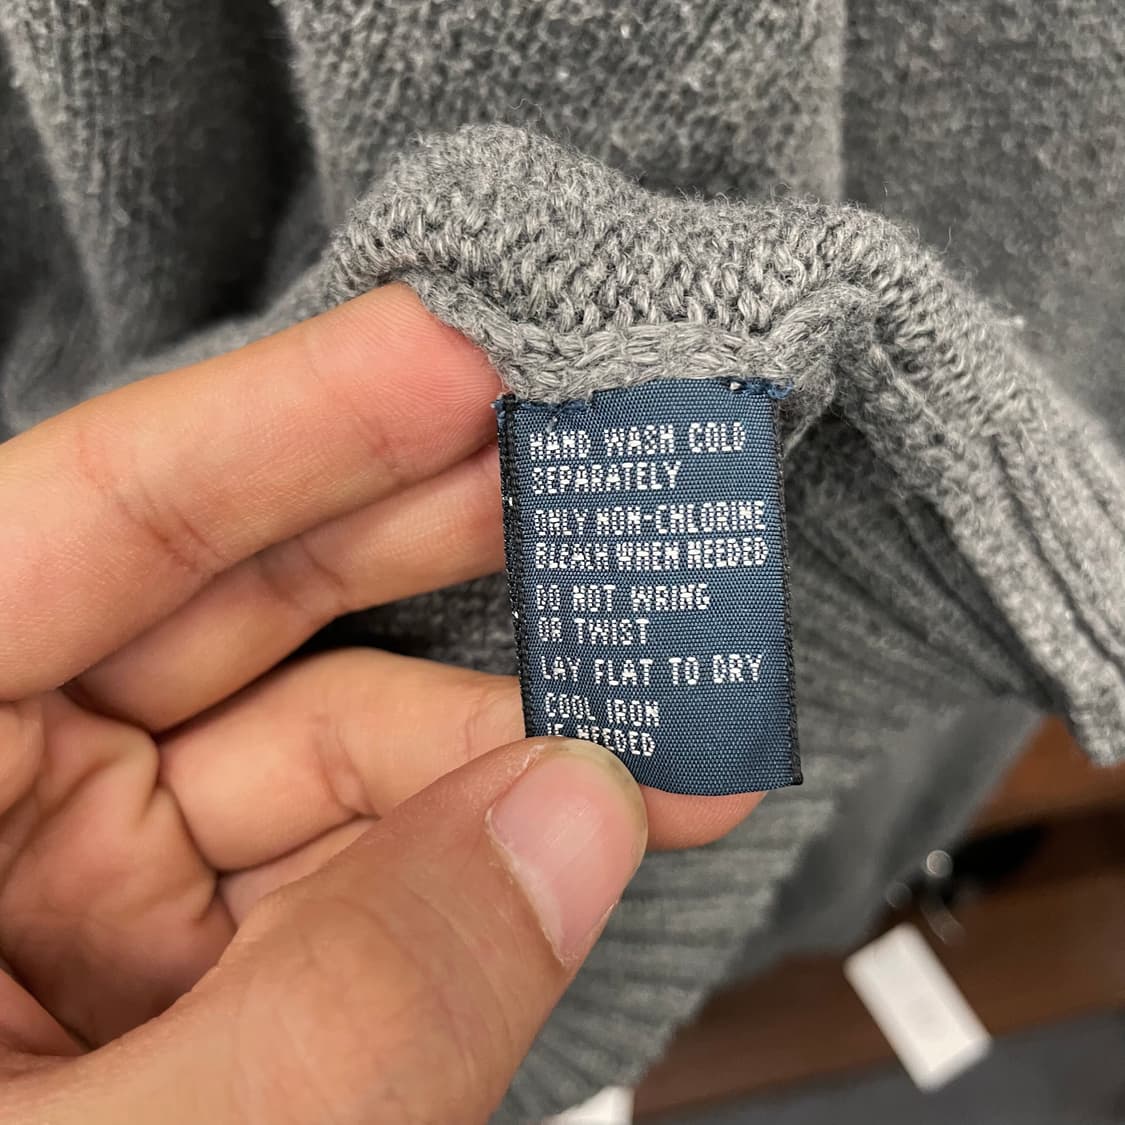 HAND WASH COLD
SEPARATELY
ONLY NON-CHLORINE
BLEACH WHEN NEEDED
DO NOT WRING
OR TWIST
LAY FLAT TO DRY
COOL IRON
IF NEEDED